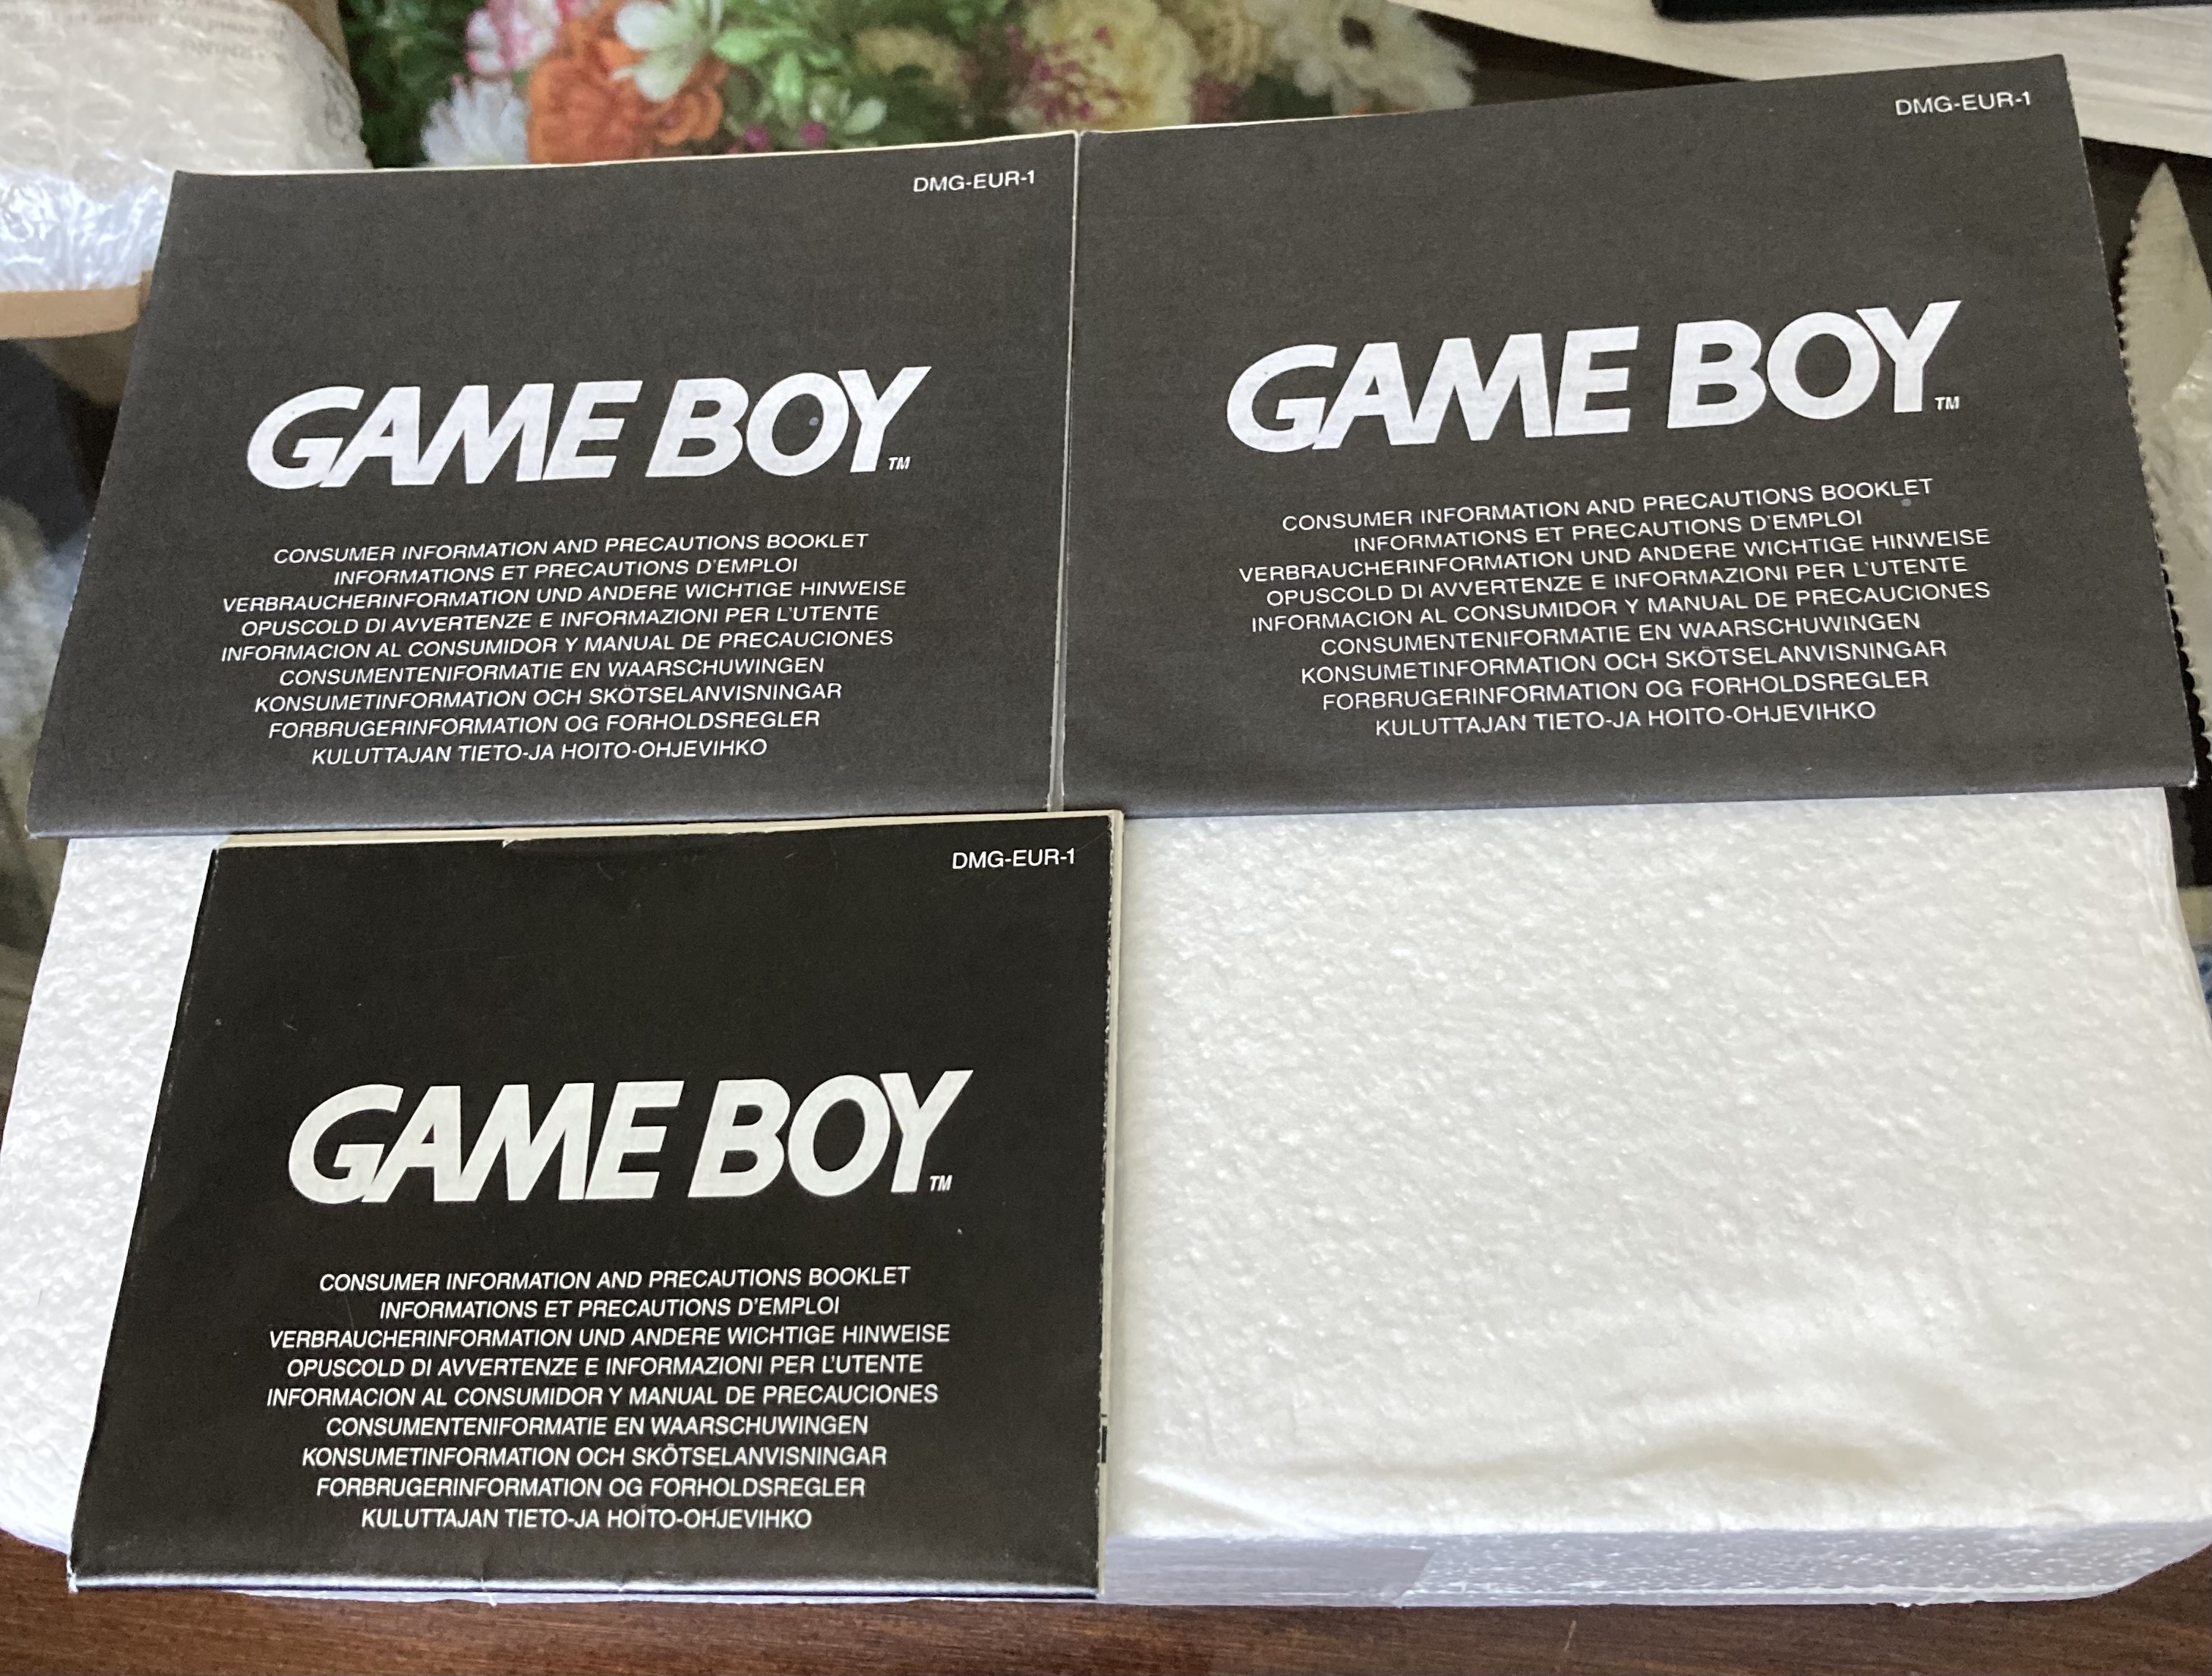 DMG-EUR-1
GAME BOY™
CONSUMER INFORMATION AND PRECAUTIONS BOOKLET
INFORMATIONS ET PRECAUTIONS D'EMPLOI
VERBRAUCHERINFORMATION UND ANDERE WICHTIGE HINWEISE
OPUSCOLD DI AVVERTENZE E INFORMAZIONI PER L'UTENTE
INFORMACION AL CONSUMIDOR Y MANUAL DE PRECAUCIONES
CONSUMENTENIFORMATIE EN WAARSCHUWINGEN
KONSUMETINFORMATION OCH SKÖTSELANVISNINGAR
FORBRUGERINFORMATION OG FORHOLDSREGLER
KULUTTAJAN TIETO-JA HOITO-OHJEVIHKO
DMG-EUR-1
GAME BOY™
CONSUMER INFORMATION AND PRECAUTIONS BOOKLET
INFORMATIONS ET PRECAUTIONS D'EMPLOI
VERBRAUCHERINFORMATION UND ANDERE WICHTIGE HINWEISE
OPUSCOLD DI AVVERTENZE E INFORMAZIONI PER L'UTENTE
INFORMACION AL CONSUMIDOR Y MANUAL DE PRECAUCIONES
CONSUMENTENIFORMATIE EN WAARSCHUWINGEN
KONSUMETINFORMATION OCH SKÖTSELANVISNINGAR
FORBRUGERINFORMATION OG FORHOLDSREGLER
KULUTTAJAN TIETO-JA HOITO-OHJEVIHKO
DMG-EUR-1
GAME BOY™
CONSUMER INFORMATION AND PRECAUTIONS BOOKLET
INFORMATIONS ET PRECAUTIONS D'EMPLOI
VERBRAUCHERINFORMATION UND ANDERE WICHTIGE HINWEISE
OPUSCOLD DI AVVERTENZE E INFORMAZIONI PER L'UTENTE
INFORMACION AL CONSUMIDOR Y MANUAL DE PRECAUCIONES
CONSUMENTENIFORMATIE EN WAARSCHUWINGEN
KONSUMETINFORMATION OCH SKÖTSELANVISNINGAR
FORBRUGERINFORMATION OG FORHOLDSREGLER
KULUTTAJAN TIETO-JA HOITO-OHJEVIHKO